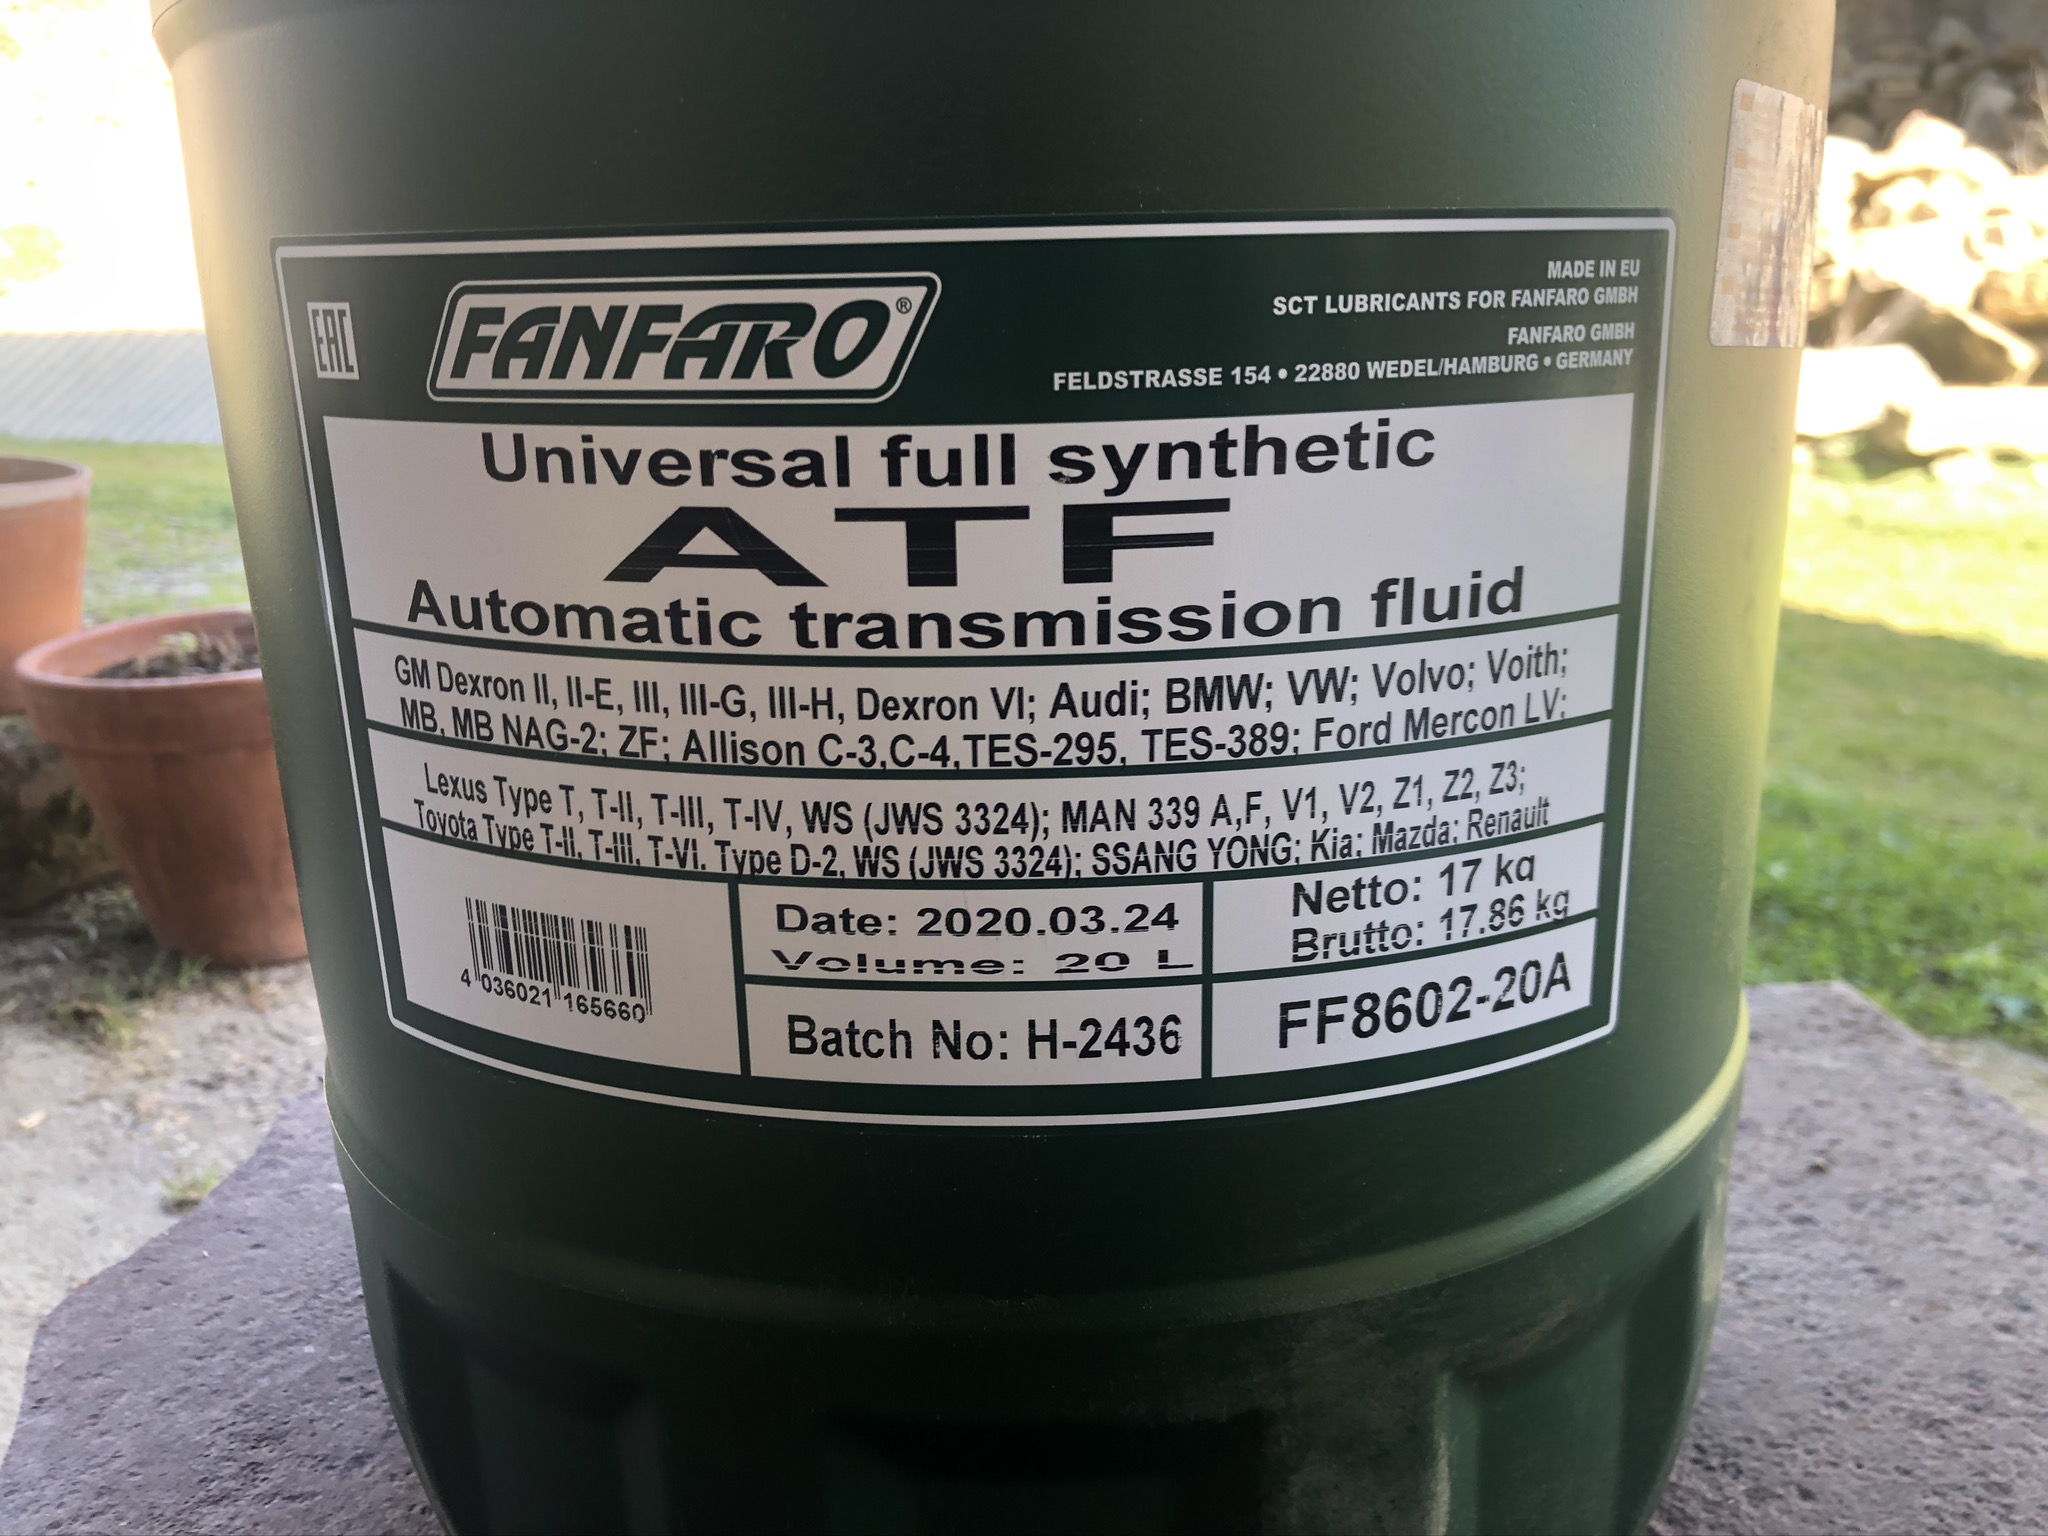 EAC
FANFARO®
MADE IN EU
SCT LUBRICANTS FOR FANFARO GMBH
FANFARO GMBH
FELDSTRASSE 154 • 22880 WEDEL/HAMBURG • GERMANY
Universal full synthetic
ATF
Automatic transmission fluid
GM Dexron II, II-E, III, III-G, III-H, Dexron VI; Audi; BMW; VW; Volvo; Voith;
MB, MB NAG-2; ZF; Allison C-3,C-4,TES-295, TES-389; Ford Mercon LV;
Lexus Type T, T-II, T-III, T-IV, WS (JWS 3324); MAN 339 A,F, V1, V2, Z1, Z2, Z3;
Toyota Type T-II, T-III, T-VI, Type D-2, WS (JWS 3324); SSANG YONG; Kia; Mazda; Renault
4 036021 165660
Date: 2020.03.24
Volume: 20 L
Netto: 17 kg
Brutto: 17.86 kg
Batch No: H-2436
FF8602-20A